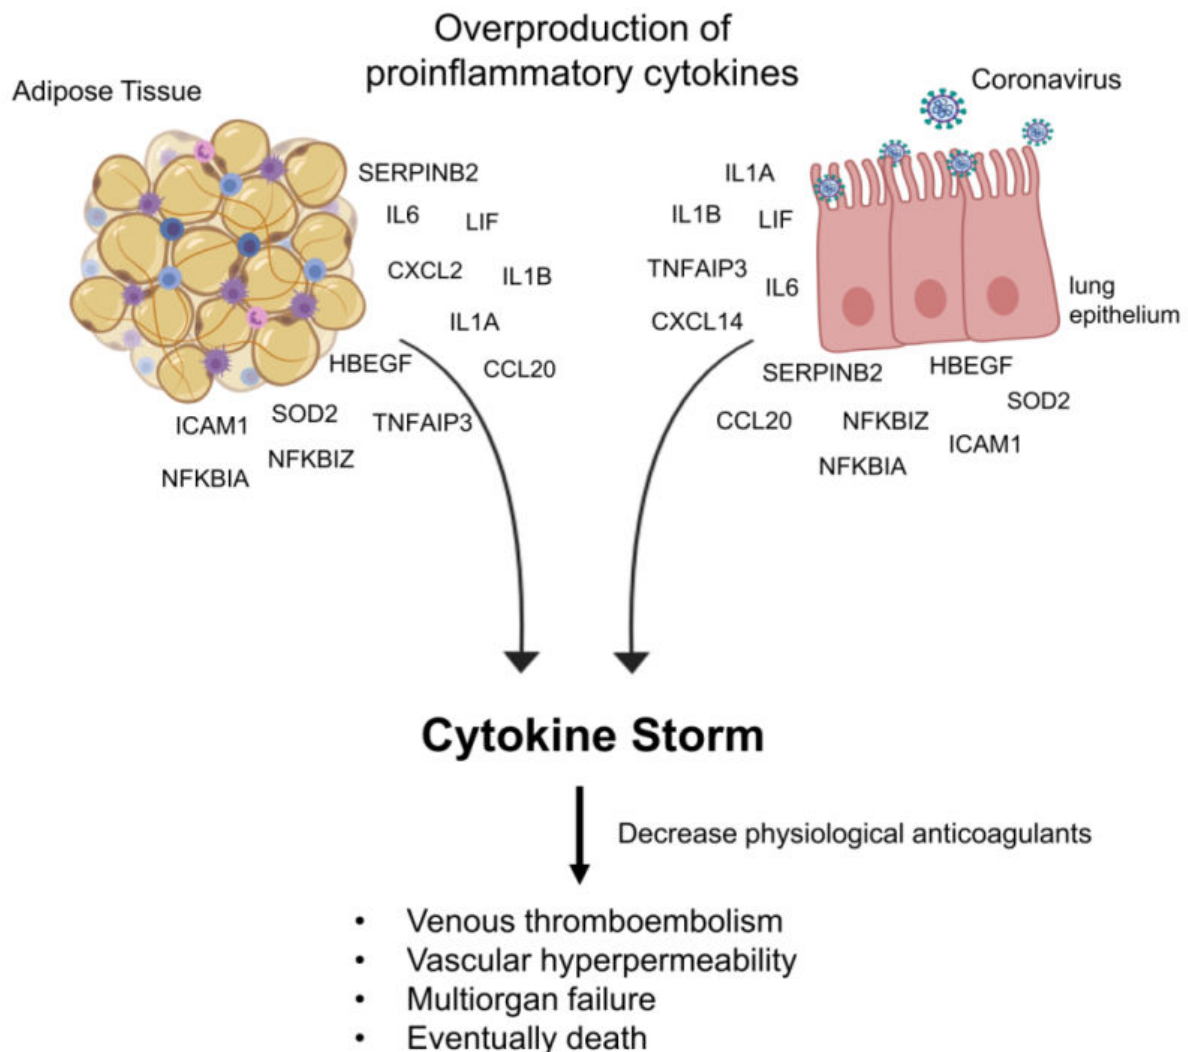 Overproduction of
proinflammatory cytokines
Adipose Tissue
Coronavirus
SERPINB2
IL6
LIF
CXCL2
IL1B
IL1A
HBEGF
CCL20
ICAM1
SOD2
TNFAIP3
NFKBIA
NFKBIZ
IL1A
IL1B
LIF
TNFAIP3
IL6
CXCL14
lung
epithelium
SERPINB2
HBEGF
SOD2
CCL20
NFKBIZ
ICAM1
NFKBIA
Cytokine Storm
Decrease physiological anticoagulants
• Venous thromboembolism
• Vascular hyperpermeability
• Multiorgan failure
• Eventually death